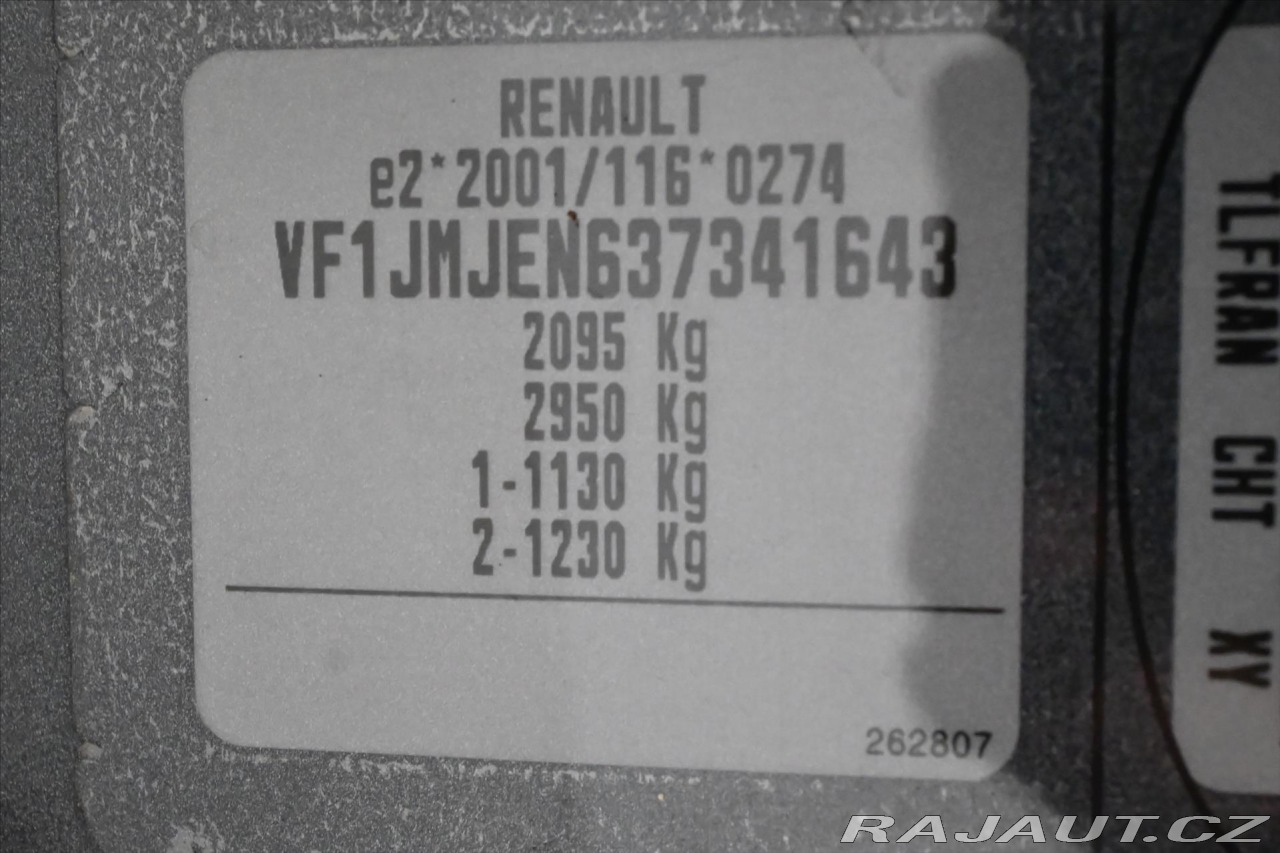 RENAULT
e2*2001/116*0274
VF1JMJEN637341643
2095 Kg
2950 Kg
1-1130 Kg
2-1230 Kg
262807
TLFRAN CHT XY
RAJAUT.CZ